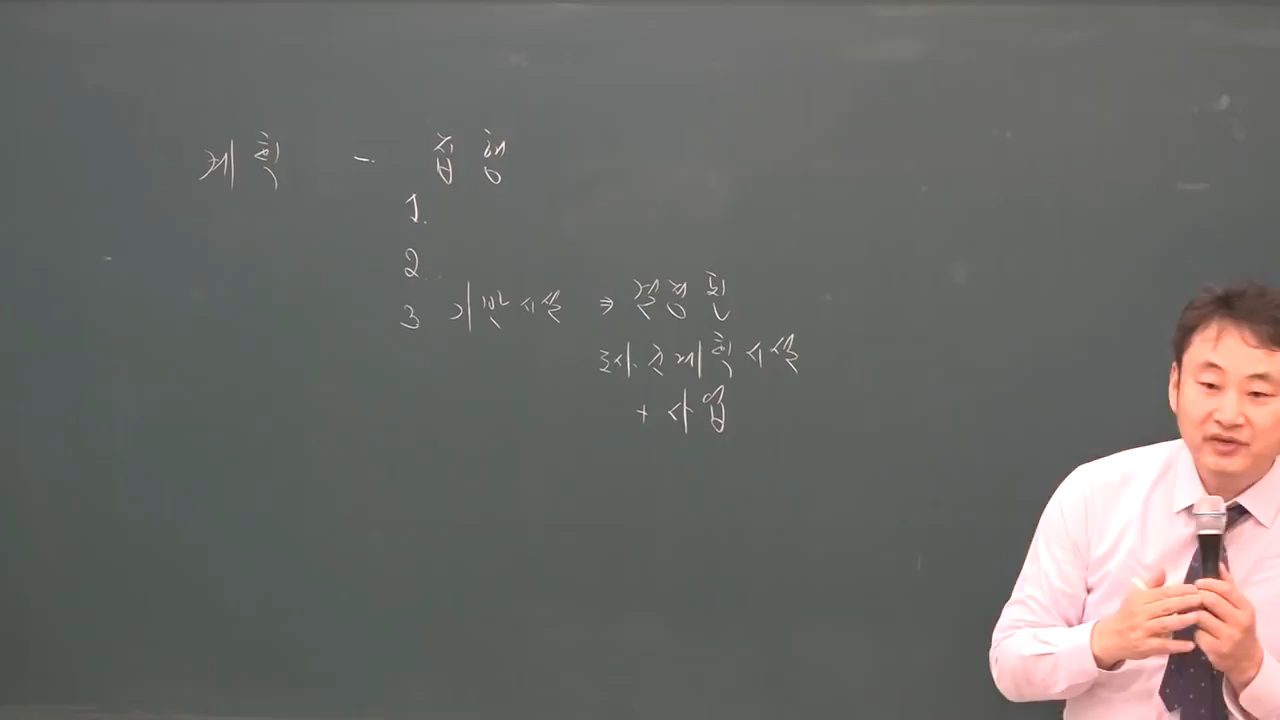 계획 - 집행
1.
2.
3 기반시설 ⇒ 결정 되
도시.군계획시설
+ 사업